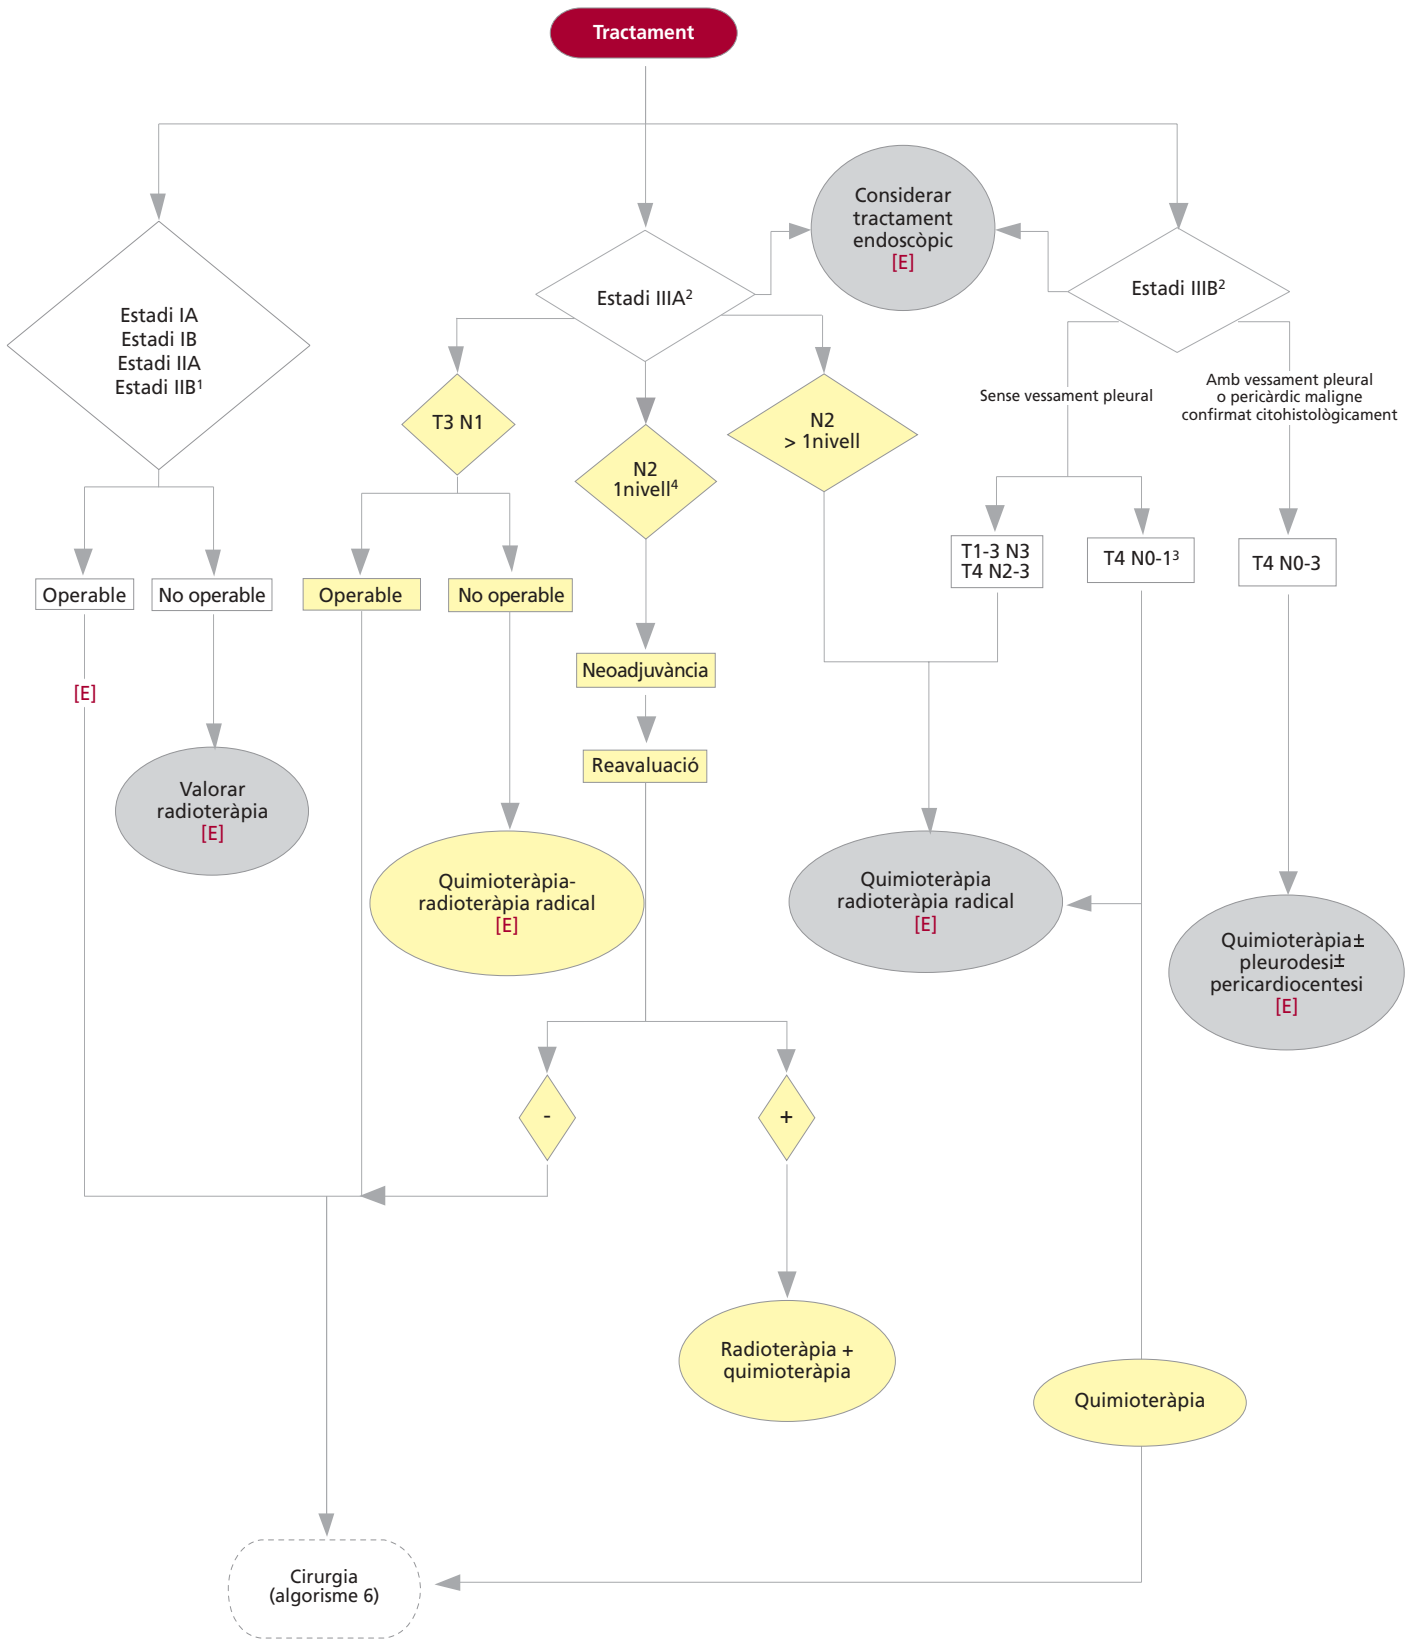 Tractament
Considerar
tractament
endoscòpic
[E]
Estadi IA
Estadi IB
Estadi IIA
Estadi IIB¹
Estadi IIIA²
Estadi IIIB²
T3 N1
N2
1nivell⁴
N2
> 1nivell
Sense vessament pleural
Amb vessament pleural
o pericàrdic maligne
confirmat citohistològicament
T1-3 N3
T4 N2-3
T4 N0-1³
T4 N0-3
Operable
No operable
Operable
No operable
[E]
Neoadjuvància
Reavaluació
Valorar
radioteràpia
[E]
Quimioteràpia-
radioteràpia radical
[E]
Quimioteràpia
radioteràpia radical
[E]
Quimioteràpia±
pleurodesi±
pericardiocentesi
[E]
-
+
Radioteràpia +
quimioteràpia
Quimioteràpia
Cirurgia
(algorisme 6)